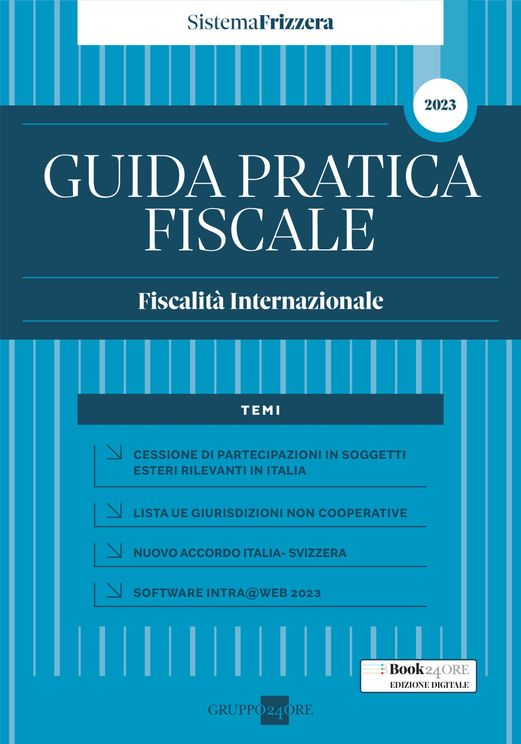 SistemaFrizzera
2023
GUIDA PRATICA
FISCALE
Fiscalità Internazionale
TEMI
CESSIONE DI PARTECIPAZIONI IN SOGGETTI
ESTERI RILEVANTI IN ITALIA
LISTA UE GIURISDIZIONI NON COOPERATIVE
NUOVO ACCORDO ITALIA- SVIZZERA
SOFTWARE INTRA@WEB 2023
Book24ORE
EDIZIONE DIGITALE
GRUPPO24ORE